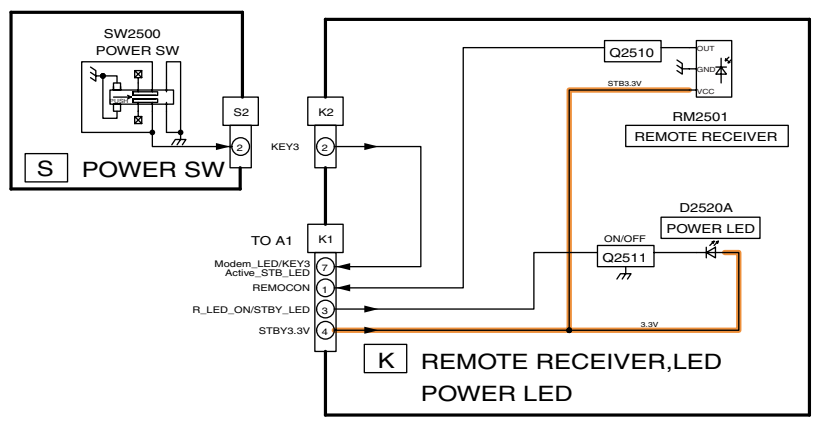 SW2500
POWER SW
PUSH
S2
2
S POWER SW
KEY3
K2
2
TO A1
K1
Modem_LED/KEY3
Active_STB_LED
7
REMOCON
1
R_LED_ON/STBY_LED
3
STBY3.3V
4
Q2510
OUT
GND
VCC
STB3.3V
RM2501
REMOTE RECEIVER
D2520A
POWER LED
ON/OFF
Q2511
3.3V
K REMOTE RECEIVER,LED
POWER LED